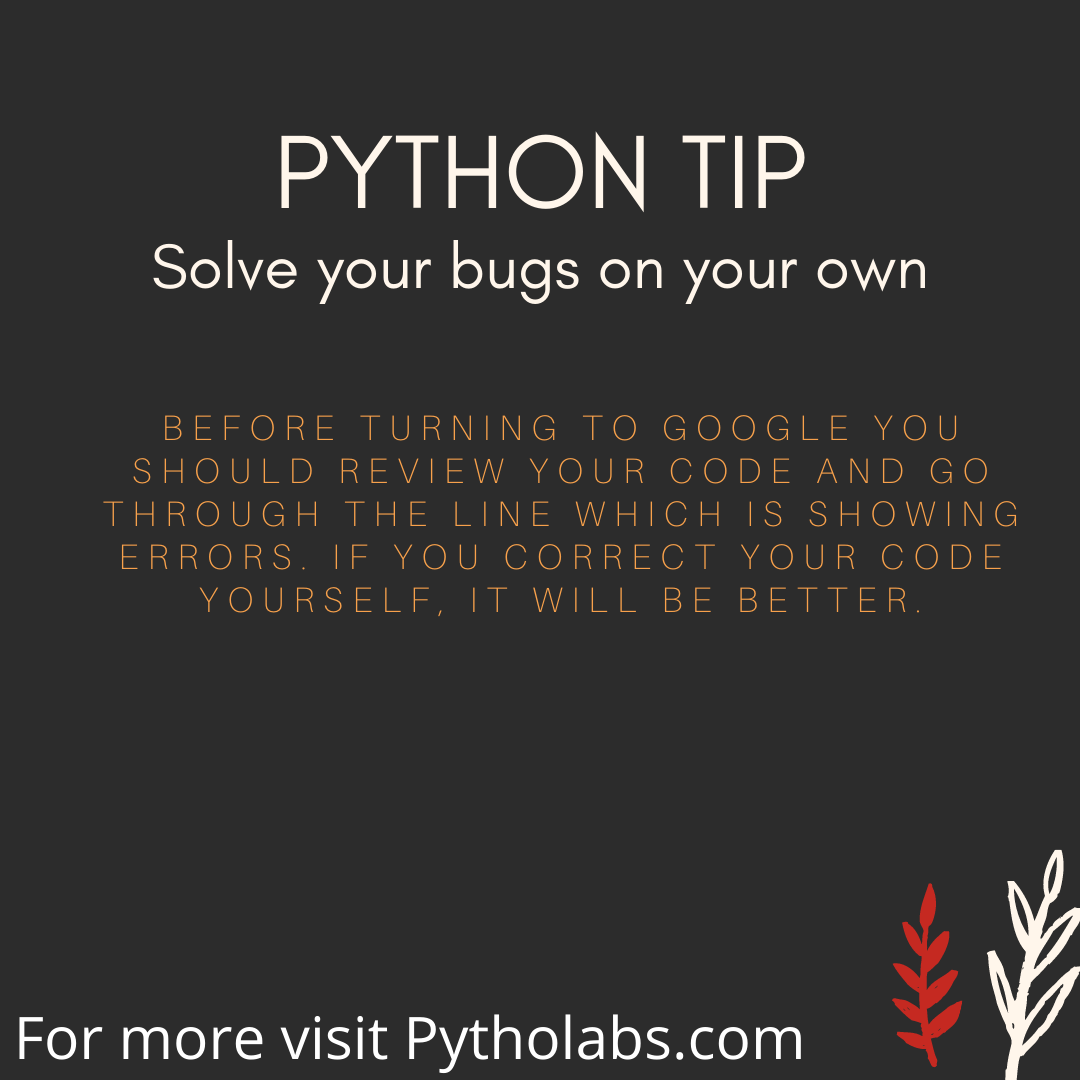 PYTHON TIP
Solve your bugs on your own
BEFORE TURNING TO GOOGLE YOU
SHOULD REVIEW YOUR CODE AND GO
THROUGH THE LINE WHICH IS SHOWING
ERRORS. IF YOU CORRECT YOUR CODE
YOURSELF, IT WILL BE BETTER.
For more visit Pytholabs.com